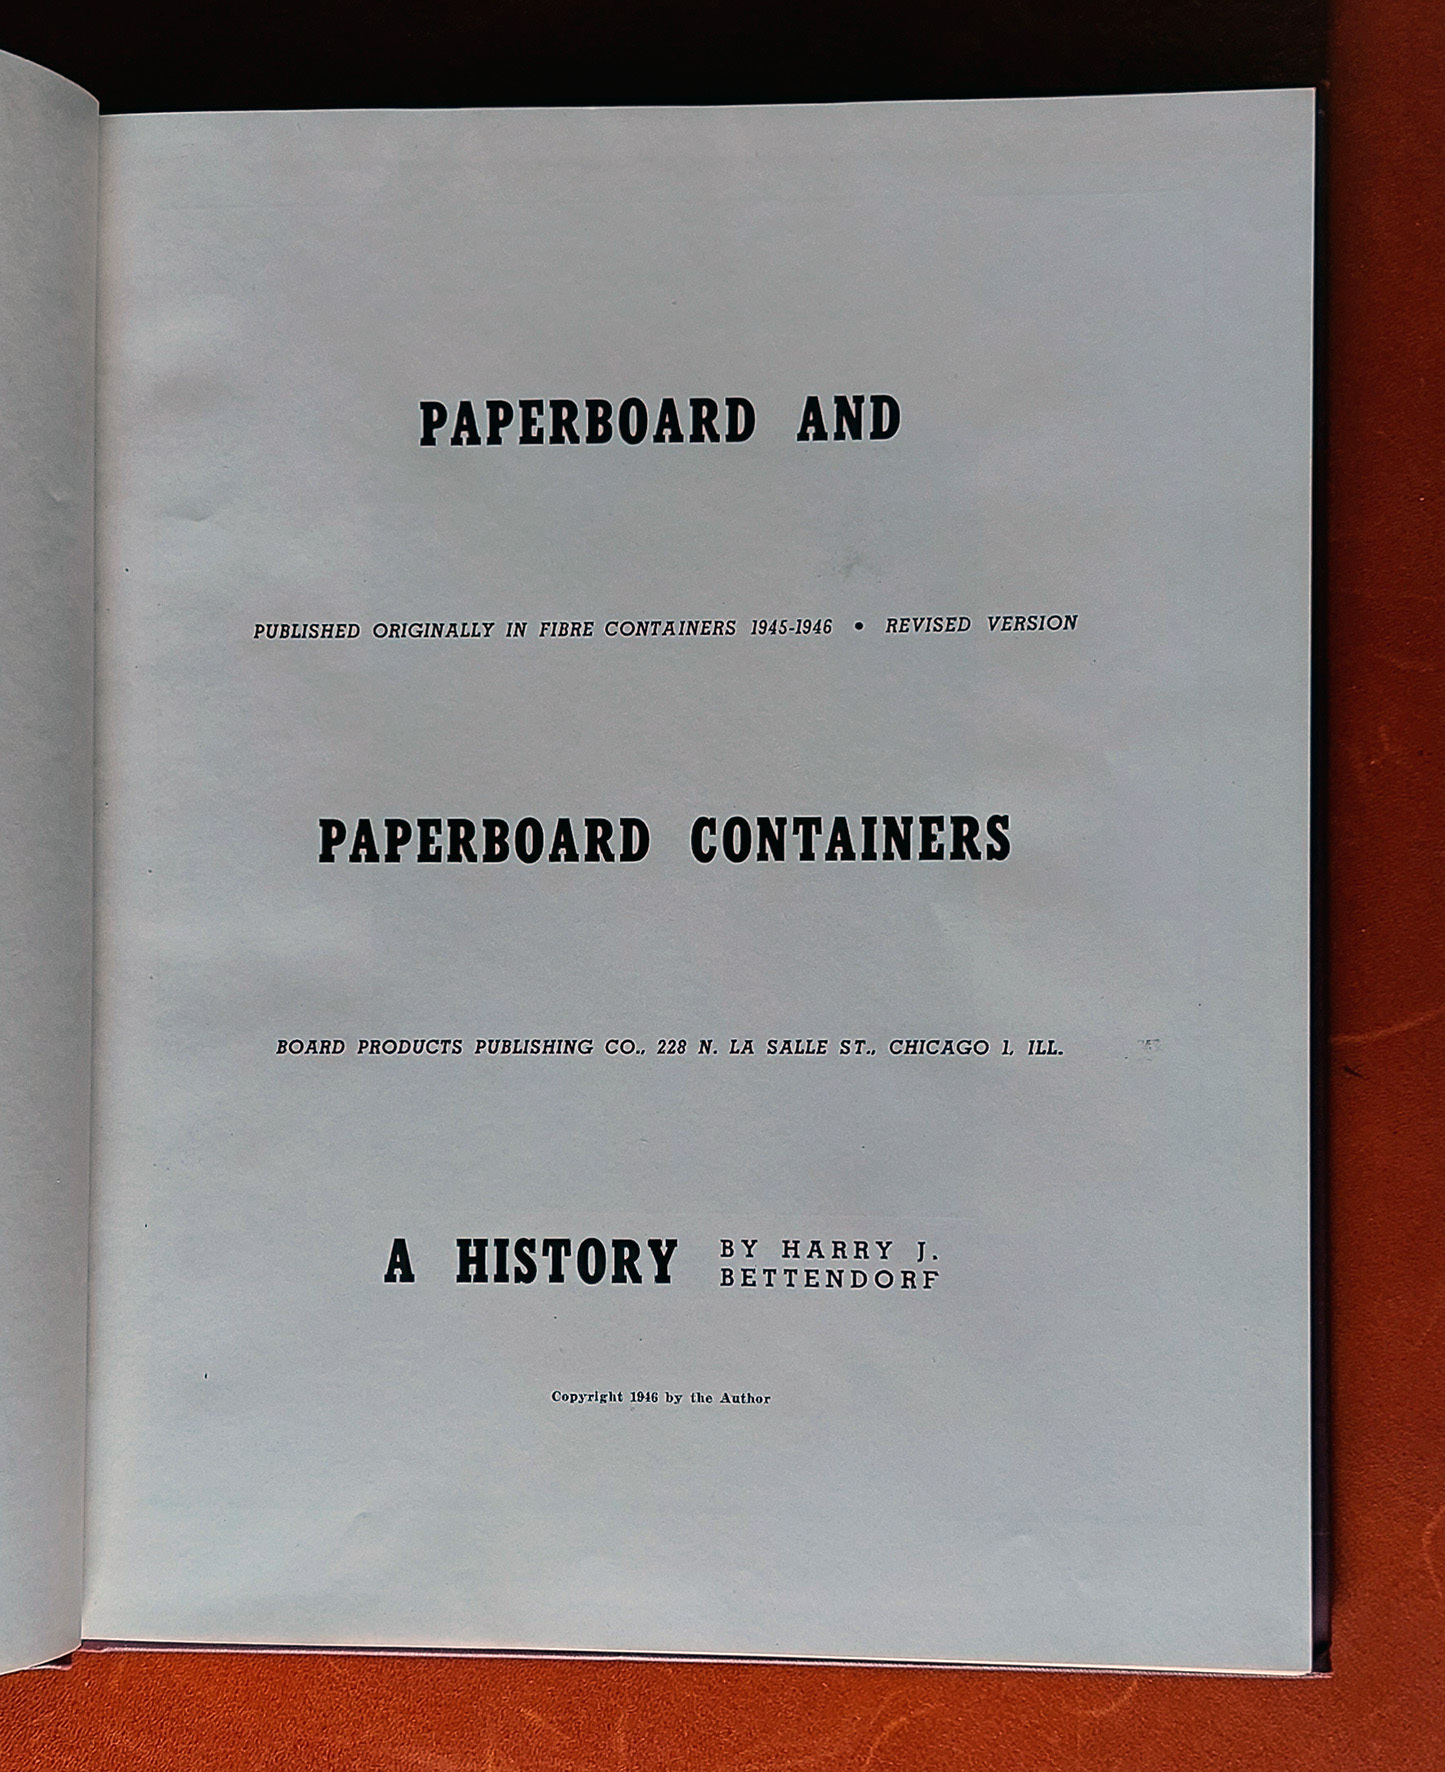 PAPERBOARD AND
PUBLISHED ORIGINALLY IN FIBRE CONTAINERS 1945-1946 • REVISED VERSION
PAPERBOARD CONTAINERS
BOARD PRODUCTS PUBLISHING CO., 228 N. LA SALLE ST., CHICAGO 1, ILL.
A HISTORY BY HARRY J.
BETTENDORF
Copyright 1946 by the Author